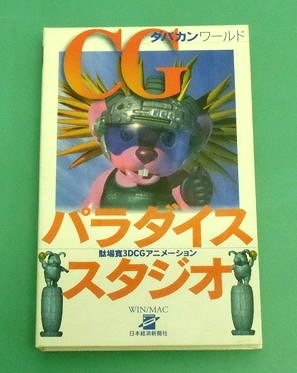 CG
タバカンワールド
パラダイス
駄場寛3DCGアニメーション
スタジオ
WIN/MAC
日本経済新聞社